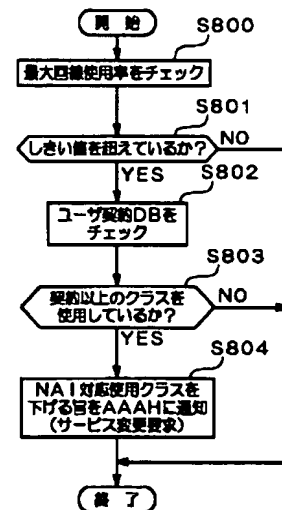 開始
S800
最大回線使用率をチェック
S801
しきい値を超えているか?
NO
YES
S802
ユーザ契約DBを
チェック
S803
契約以上のクラスを
使用しているか?
NO
YES
S804
NAI対応使用クラスを
下げる旨をAAAHに通知
(サービス変更要求)
終了